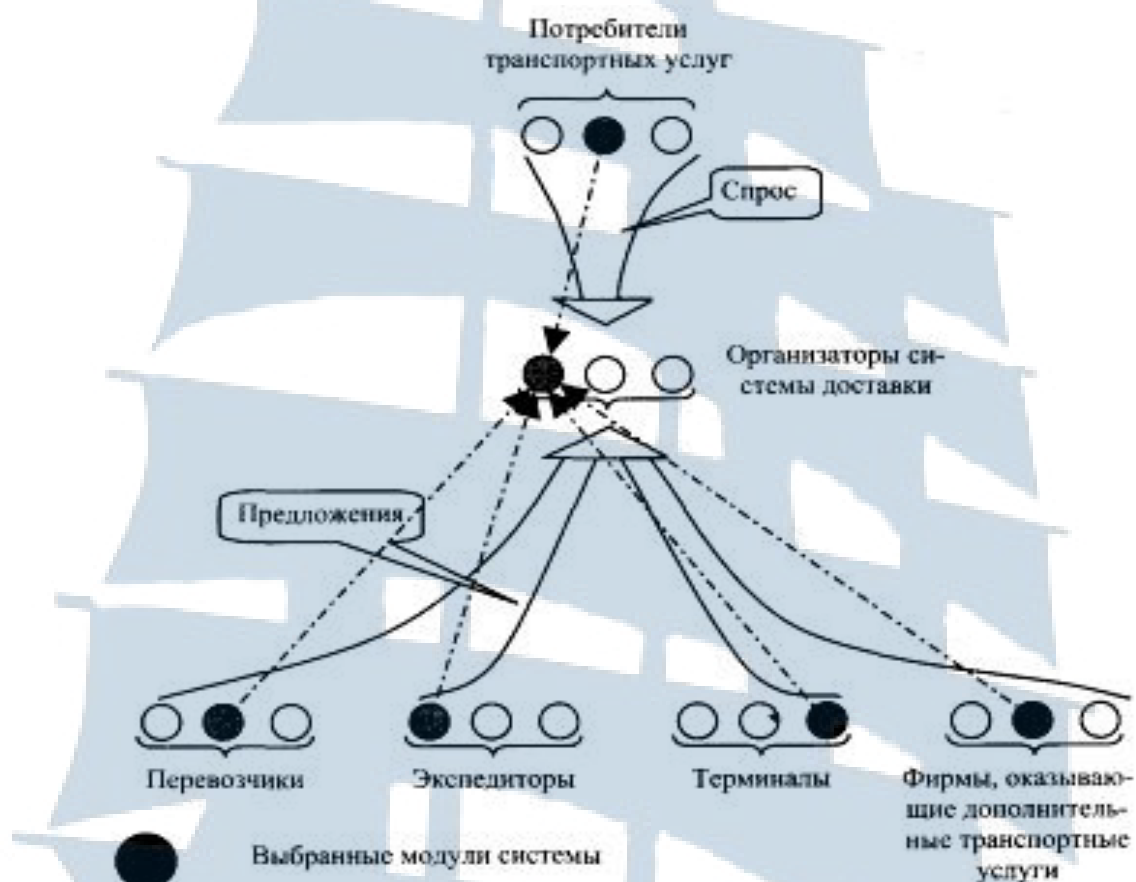 Потребители
транспортных услуг
Спрос
Организаторы си-
стемы доставки
Предложения
Перевозчики
Экспедиторы
Терминалы
Фирмы, оказываю-
щие дополнитель-
ные транспортные
услуги
Выбранные модули системы